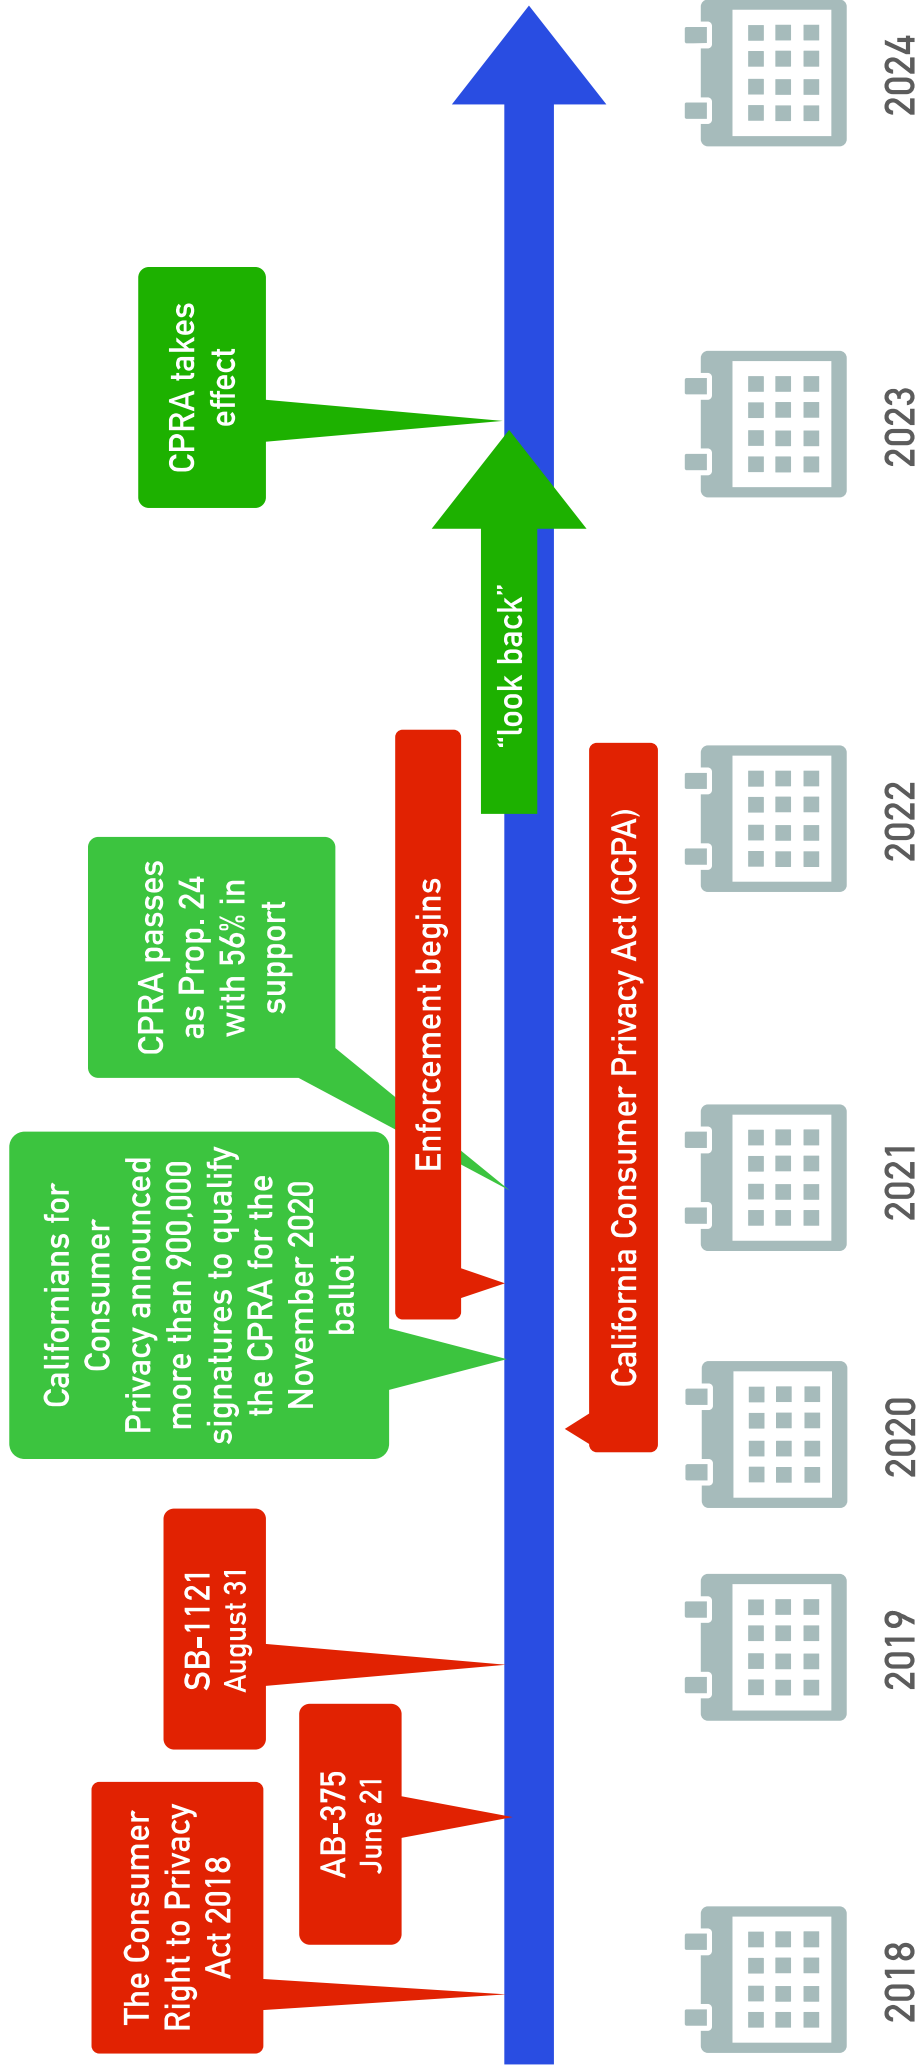 The Consumer
Right to Privacy
Act 2018
AB-375
June 21
SB-1121
August 31
Californians for
Consumer
Privacy announced
more than 900,000
signatures to qualify
the CPRA for the
November 2020
ballot
Enforcement begins
CPRA passes
as Prop. 24
with 56% in
support
“look back”
CPRA takes
effect
California Consumer Privacy Act (CCPA)
2018
2019
2020
2021
2022
2023
2024